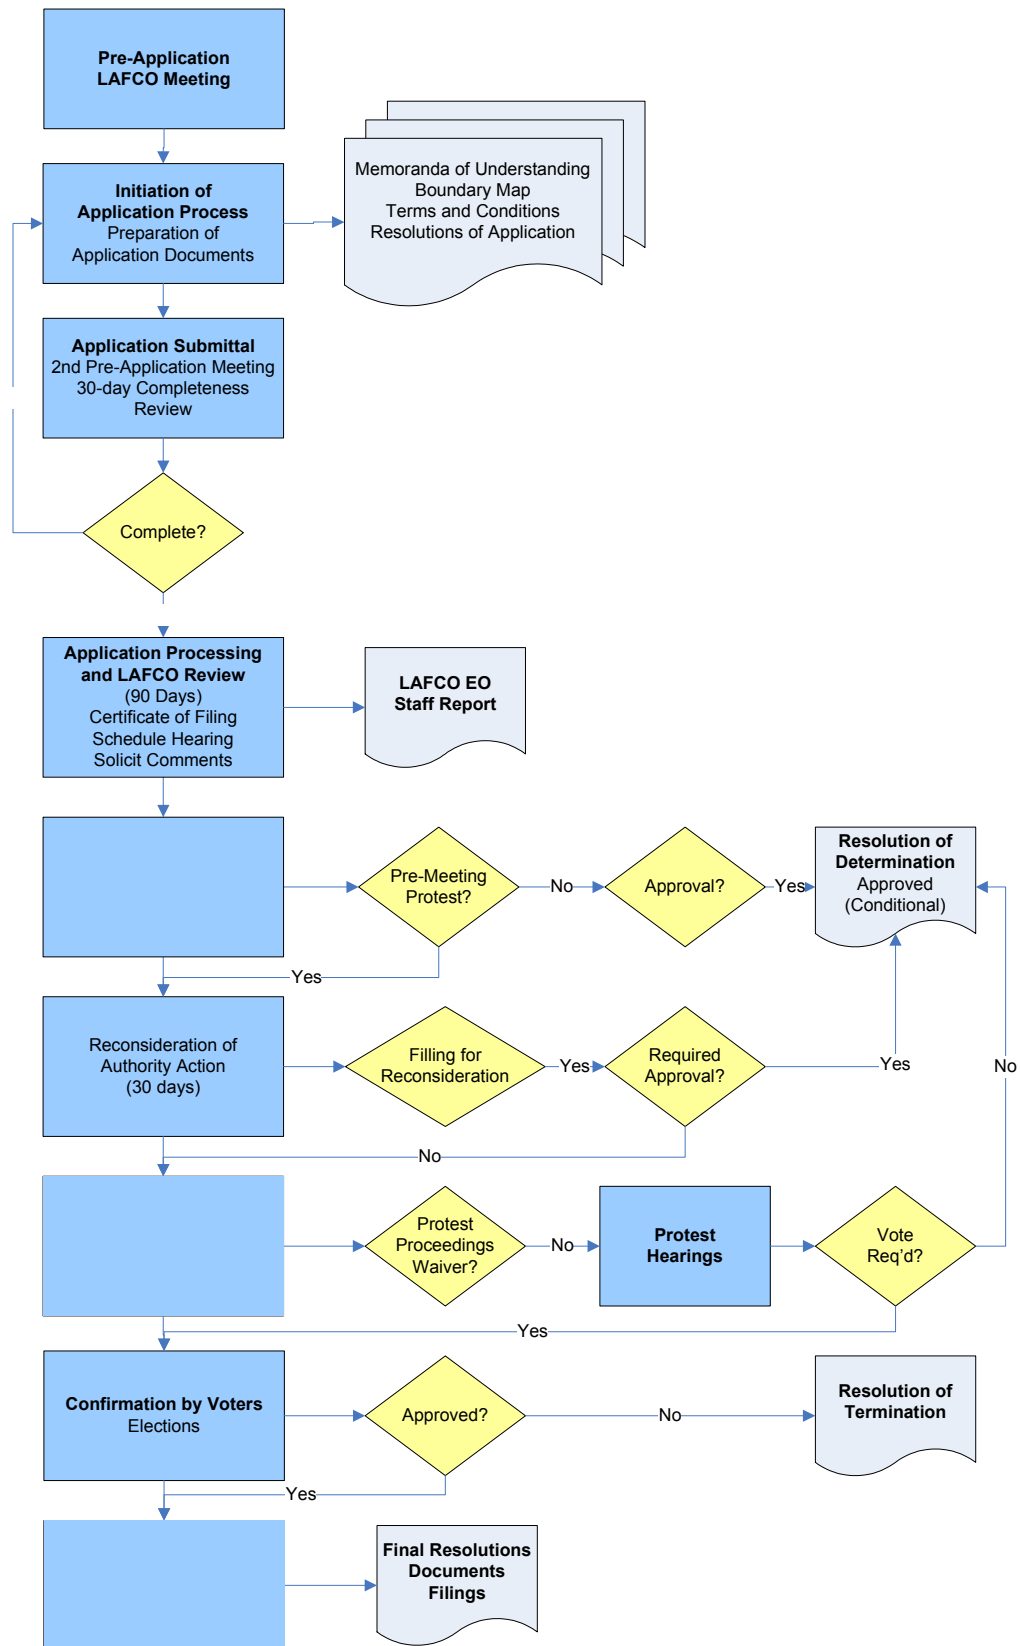 Pre-Application
LAFCO Meeting
Initiation of
Application Process
Preparation of
Application Documents
Memoranda of Understanding
Boundary Map
Terms and Conditions
Resolutions of Application
Application Submittal
2nd Pre-Application Meeting
30-day Completeness
Review
Complete?
Application Processing
and LAFCO Review
(90 Days)
Certificate of Filing
Schedule Hearing
Solicit Comments
LAFCO EO
Staff Report
Pre-Meeting
Protest?
No
Approval?
Yes
Resolution of
Determination
Approved
(Conditional)
Yes
Reconsideration of
Authority Action
(30 days)
Filling for
Reconsideration
Yes
Required
Approval?
Yes
No
No
Protest
Proceedings
Waiver?
No
Protest
Hearings
Vote
Req'd?
Yes
Confirmation by Voters
Elections
Approved?
No
Resolution of
Termination
Yes
Final Resolutions
Documents
Filings